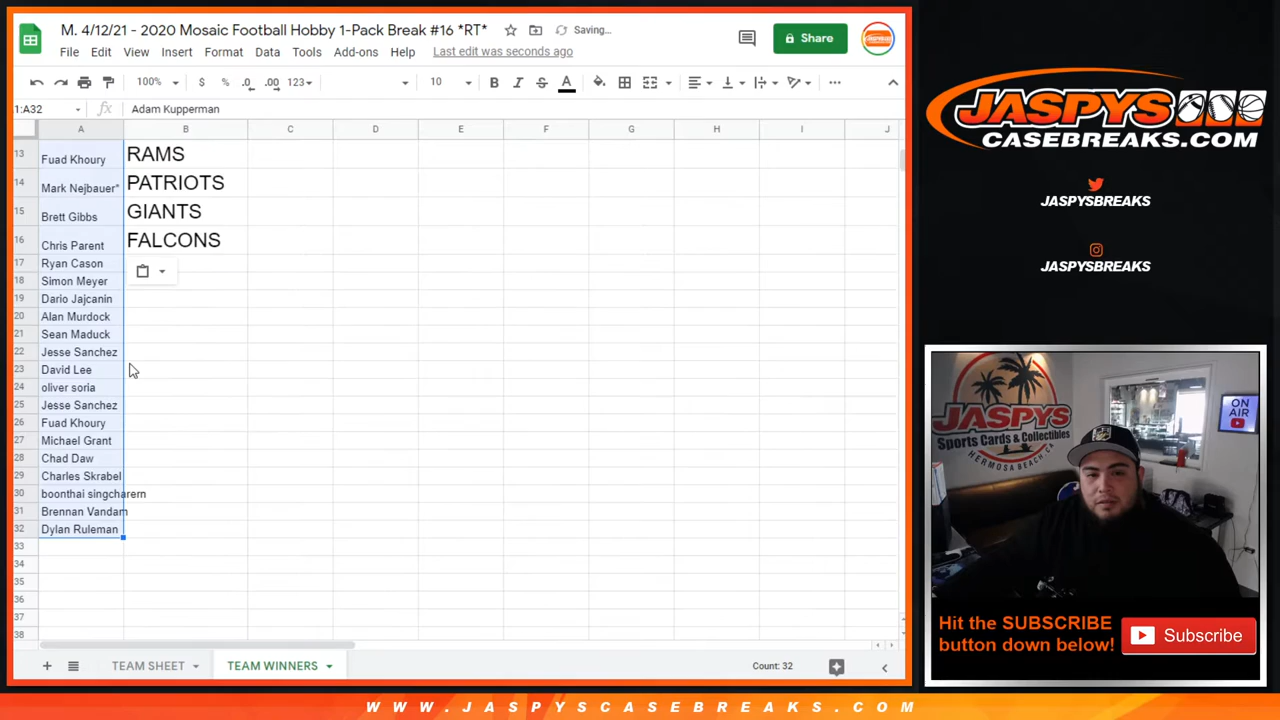 M. 4/12/21 - 2020 Mosaic Football Hobby 1-Pack Break #16 *RT*
Saving...
File Edit View Insert Format Data Tools Add-ons Help Last edit was seconds ago
Share
100% $ % .0 .00 123 10 B I S A
1:A32 fx Adam Kupperman
A B C D E F G H I J
13 Fuad Khoury RAMS
14 Mark Nejbauer* PATRIOTS
15 Brett Gibbs GIANTS
16 Chris Parent FALCONS
17 Ryan Cason
18 Simon Meyer
19 Dario Jajcanin
20 Alan Murdock
21 Sean Maduck
22 Jesse Sanchez
23 David Lee
24 oliver soria
25 Jesse Sanchez
26 Fuad Khoury
27 Michael Grant
28 Chad Daw
29 Charles Skrabel
30 boonthai singcharern
31 Brennan Vandam
32 Dylan Ruleman
33
34
35
36
37
38
TEAM SHEET TEAM WINNERS Count: 32
JASPYS
CASEBREAKS.COM
JASPYSBREAKS
JASPYSBREAKS
JASPYS
Sports Cards & Collectibles
HERMOSA BEACH, CA
ON
AIR
Hit the SUBSCRIBE
button down below!
Subscribe
WWW.JASPYSCASEBREAKS.COM